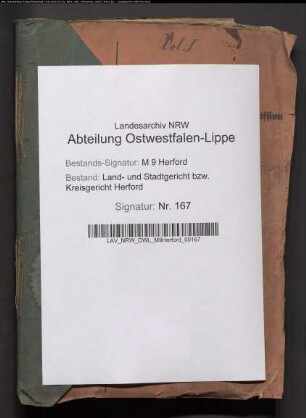 Landesarchiv NRW
Abteilung Ostwestfalen-Lippe
Bestands-Signatur: M 9 Herford
Bestand: Land- und Stadtgericht bzw.
Kreisgericht Herford
Signatur: Nr. 167
LAV_NRW_OWL_M9Herford_00167